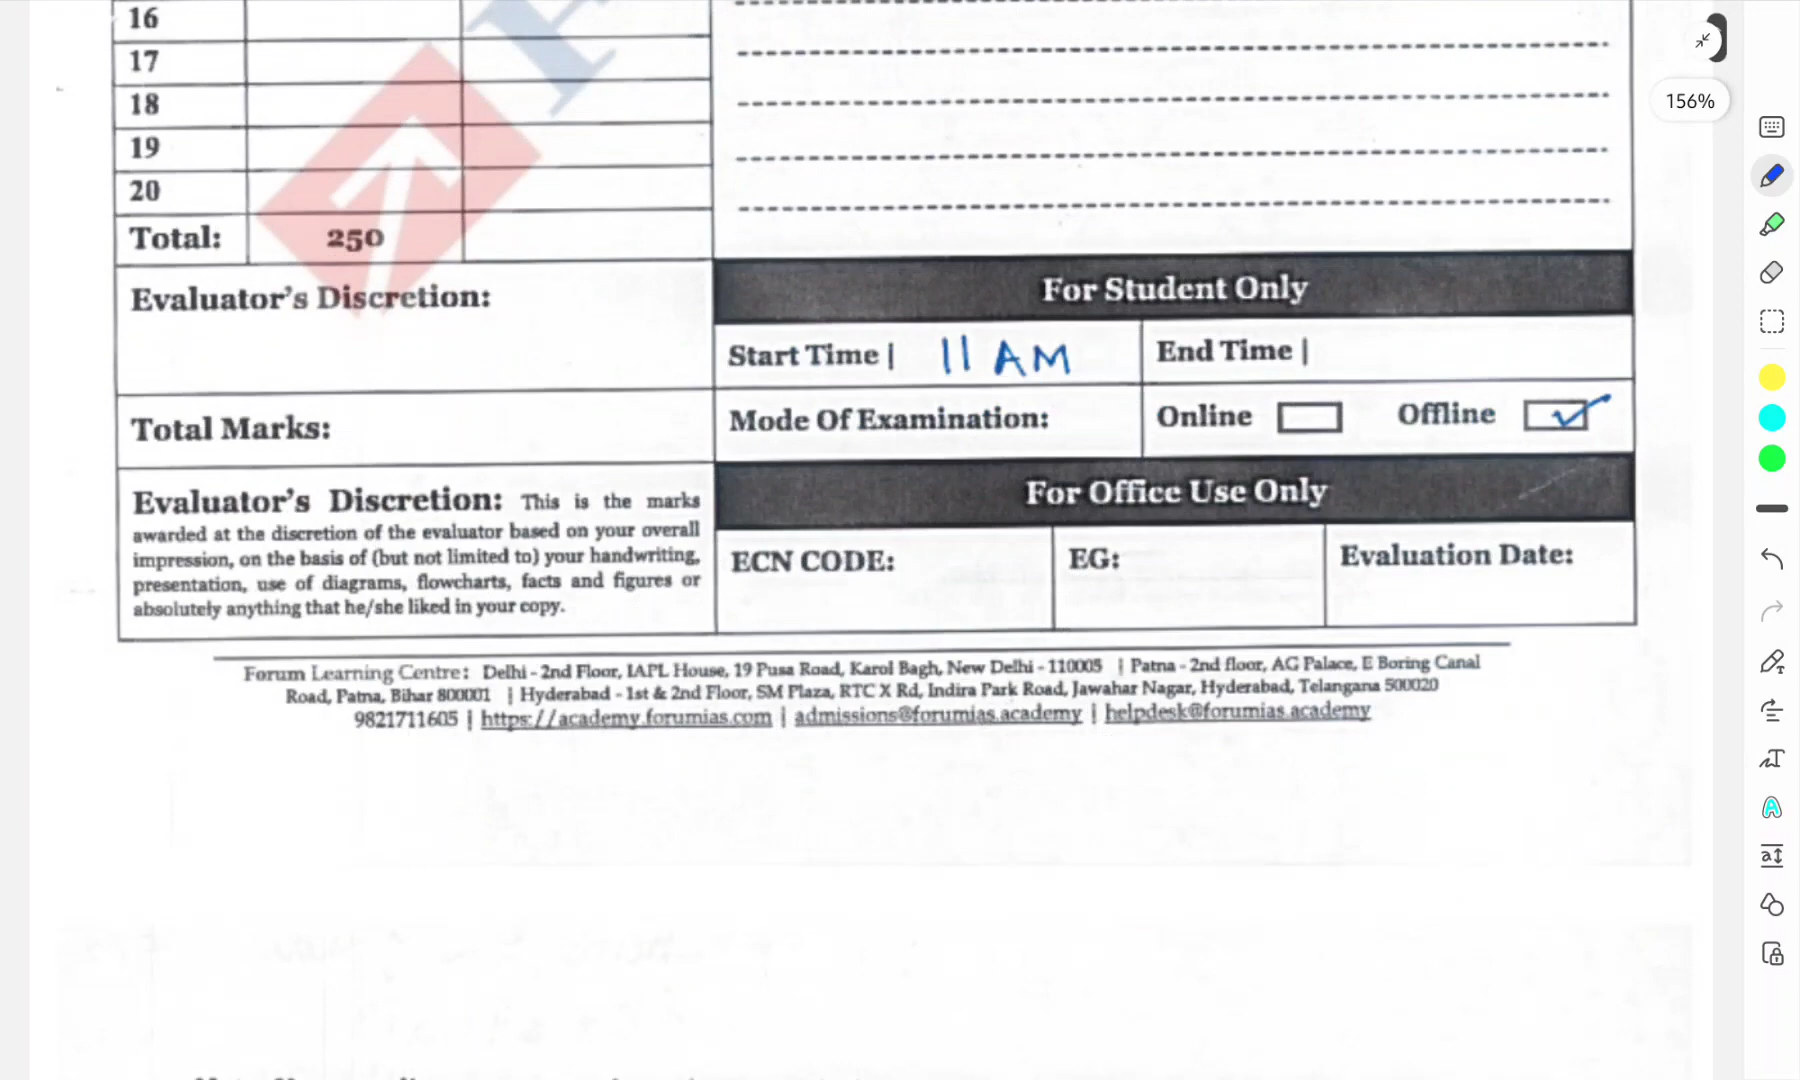 16
17
18
19
20
Total: 250
Evaluator's Discretion:
For Student Only
Start Time | 11 AM End Time |
Total Marks:
Mode Of Examination: Online Offline
Evaluator's Discretion: This is the marks
awarded at the discretion of the evaluator based on your overall
impression, on the basis of (but not limited to) your handwriting,
presentation, use of diagrams, flowcharts, facts and figures or
absolutely anything that he/she liked in your copy.
For Office Use Only
ECN CODE: EG: Evaluation Date:
Forum Learning Centre: Delhi - 2nd Floor, IAPL House, 19 Pusa Road, Karol Bagh, New Delhi - 110005 | Patna - 2nd floor, AG Palace, E Boring Canal
Road, Patna, Bihar 800001 | Hyderabad - 1st & 2nd Floor, SM Plaza, RTC X Rd, Indira Park Road, Jawahar Nagar, Hyderabad, Telangana 500020
9821711605 | https://academy.forumias.com | admissions@forumias.academy | helpdesk@forumias.academy
156%